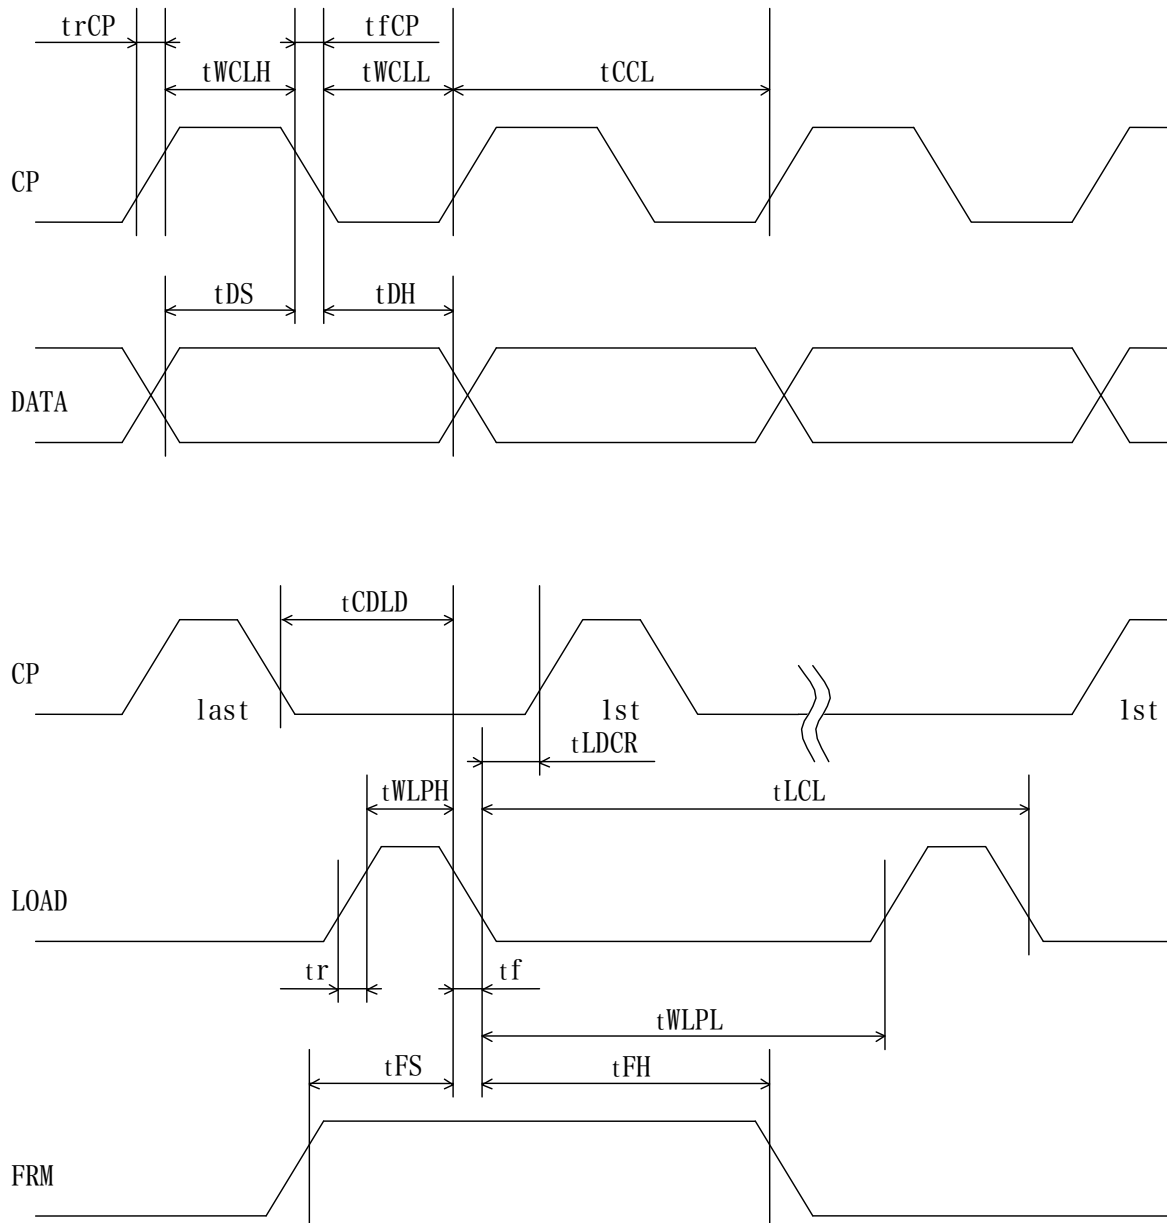 trCP tfCP
tWCLH tWCLL tCCL
CP
tDS tDH
DATA
tCDLD
CP
last 1st 1st
tLDCR
tWLPH tLCL
LOAD
tr tf
tWLPL
tFS tFH
FRM